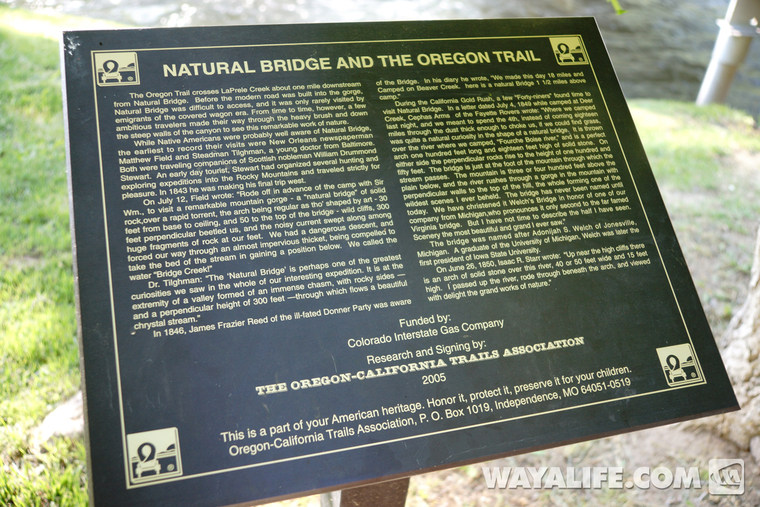 NATURAL BRIDGE AND THE OREGON TRAIL
The Oregon Trail crosses LaPrele Creek about one mile downstream
from Natural Bridge. Before the modern road was built into the gorge,
Natural Bridge was difficult to access, and it was only rarely visited by
emigrants of the covered wagon era. From time to time, however, a few
ambitious travelers made their way through the heavy brush and down
the steep walls of the canyon to see this remarkable work of nature.
While Native Americans were probably well aware of Natural Bridge,
the earliest to record their visits were New Orleans newspaperman
Matthew Field and Steadman Tilghman, a young doctor from Baltimore.
Both were traveling companions of Scottish nobleman William Drummond
Stewart. An early day tourist, Stewart had organized several hunting and
exploring expeditions into the Rocky Mountains and traveled strictly for
pleasure. In 1843 he was making his final trip west.
On July 12, Field wrote: "Rode off in advance of the camp with Sir
Wm., to visit a remarkable mountain gorge - a "natural bridge" of solid
rock, over a rapid torrent, the arch being regular as tho' shaped by art - 30
feet from base to ceiling, and 50 to the top of the bridge - wild cliffs, 300
feet perpendicular beetled us, and the noisy current swept along among
huge fragments of rock at our feet. We had a dangerous descent, and
forced our way through an almost impervious thicket, being compelled to
take the bed of the stream in gaining a position below. We called the
water "Bridge Creek!"
Dr. Tilghman: "The 'Natural Bridge' is perhaps one of the greatest
curiosities we saw in the whole of our interesting expedition. It is at the
extremity of a valley formed of an immense chasm, with rocky sides —
and a perpendicular height of 300 feet —through which flows a beautiful
chrystal stream."
In 1846, James Frazier Reed of the ill-fated Donner Party was aware
of the Bridge. In his diary he wrote, "We made this day 18 miles and
Camped on Beaver Creek. here is a natural Bridge 1 1/2 miles above
camp."
During the California Gold Rush, a few "Forty-niners" found time to
visit Natural Bridge. In a letter dated July 4, 1849 while camped at Deer
Creek, Cephas Arms of the Fayette Rovers wrote: "Where we camped
last night, and we meant to spend the 4th, instead of coming eighteen
miles through the dust thick enough to choke us, if we could find grass,
was quite a natural curiosity in the shape of a natural bridge. It is thrown
over the river where we camped, "Fourche Boise river," and is a perfect
arch one hundred feet long and eighteen feet high of solid stone. On
either side the perpendicular rocks rise to the height of one hundred and
fifty feet. The bridge is just at the foot of the mountain through which the
stream passes. The mountain is three or four hundred feet above the
plain below, and the river rushes through a gorge in the mountain with
perpendicular walls to the top of the hill, the whole forming one of the
wildest scenes I ever beheld. The bridge has never been named until
today. We have christened it Welch's Bridge in honor of one of our
company from Michigan, who pronounces it only second to the far famed
Virginia bridge. But I have not time to describe the half I have seen.
Scenery the most beautiful and grand I ever saw."
The bridge was named after Adonijah S. Welch of Jonesville,
Michigan. A graduate of the University of Michigan, Welch was later the
first president of Iowa State University.
On June 26, 1850, Isaac R. Starr wrote: "Up near the high cliffs there
is an arch of solid stone over this river, 40 or 50 feet wide and 15 feet
high. I passed up the river, rode through beneath the arch, and viewed
with delight the grand works of nature."
Funded by:
Colorado Interstate Gas Company
Research and Signing by:
THE OREGON-CALIFORNIA TRAILS ASSOCIATION
2005
This is a part of your American heritage. Honor it, protect it, preserve it for your children.
Oregon-California Trails Association, P. O. Box 1019, Independence, MO 64051-0519
WAYALIFE.COM